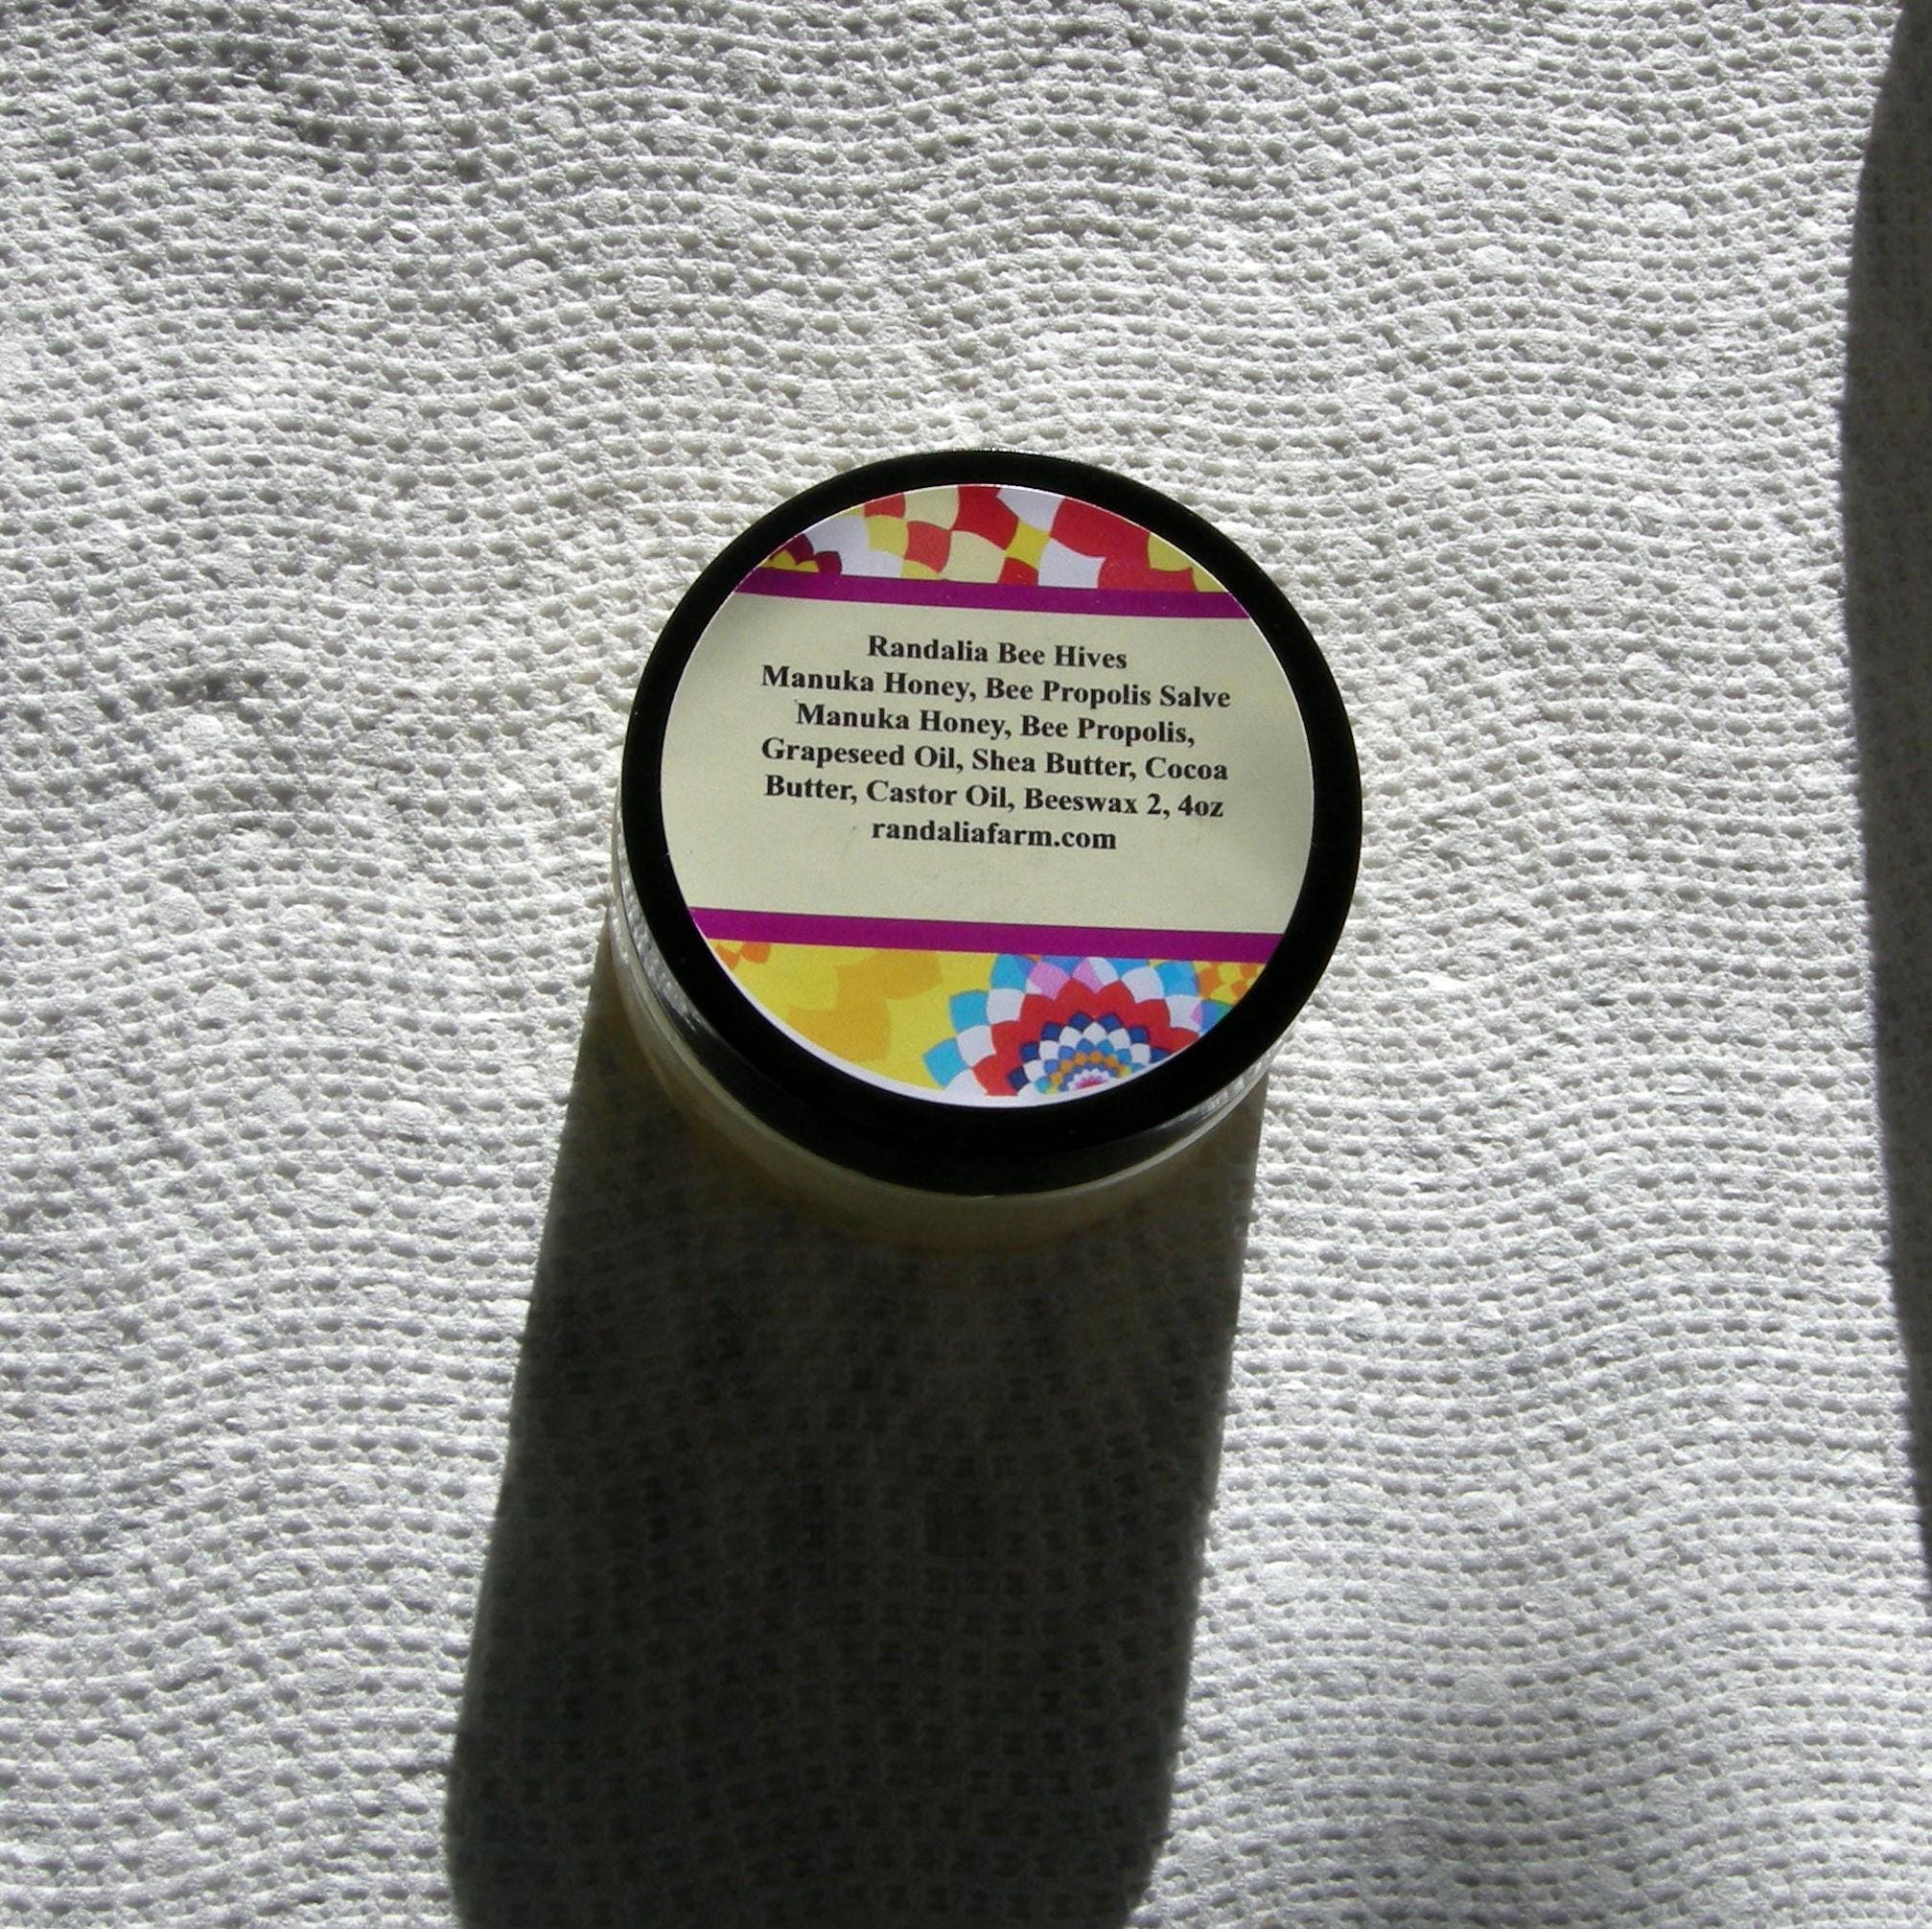 Randalia Bee Hives
Manuka Honey, Bee Propolis Salve
Manuka Honey, Bee Propolis,
Grapeseed Oil, Shea Butter, Cocoa
Butter, Castor Oil, Beeswax 2, 4oz
randaliafarm.com